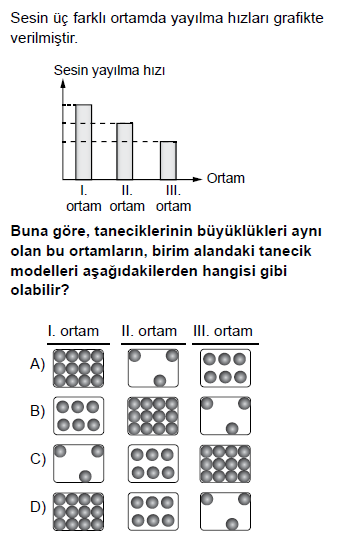 Sesin üç farklı ortamda yayılma hızları grafikte
verilmiştir.
Sesin yayılma hızı
Ortam
I. II. III.
ortam ortam ortam
Buna göre, taneciklerinin büyüklükleri aynı
olan bu ortamların, birim alandaki tanecik
modelleri aşağıdakilerden hangisi gibi
olabilir?
I. ortam II. ortam III. ortam
A)
B)
C)
D)